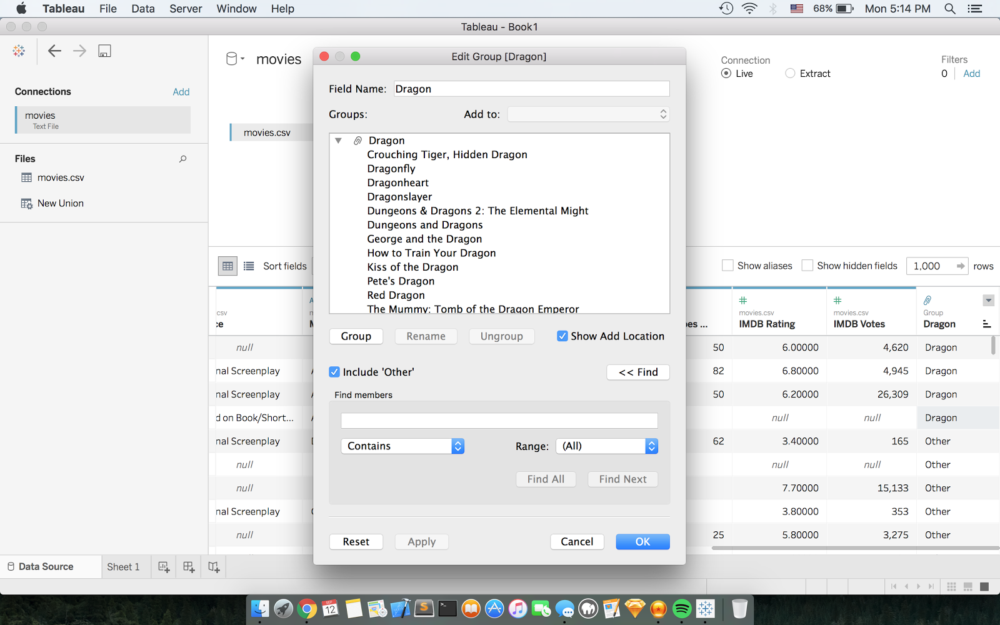 Tableau File Data Server Window Help 68% Mon 5:14 PM
Tableau - Book1
movies
Connection
Live Extract
Filters
0 Add
Connections Add
movies
Text File
Files
movies.csv
New Union
movies.csv
Edit Group [Dragon]
Field Name: Dragon
Groups: Add to:
Dragon
Crouching Tiger, Hidden Dragon
Dragonfly
Dragonheart
Dragonslayer
Dungeons & Dragons 2: The Elemental Might
Dungeons and Dragons
George and the Dragon
How to Train Your Dragon
Kiss of the Dragon
Pete's Dragon
Red Dragon
The Mummy: Tomb of the Dragon Emperor
Group Rename Ungroup Show Add Location
Include 'Other' << Find
Find members
Contains Range: (All)
Find All Find Next
Reset Apply Cancel OK
Sort fields Show aliases Show hidden fields 1,000 rows
csv movies.csv movies.csv Group
ce pes ... IMDB Rating IMDB Votes Dragon
null 50 6.00000 4,620 Dragon
nal Screenplay 82 6.80000 4,945 Dragon
nal Screenplay 50 6.20000 26,309 Dragon
d on Book/Short... null null Dragon
nal Screenplay 62 3.40000 165 Other
null null null Other
null 7.70000 15,133 Other
nal Screenplay 3.80000 353 Other
null 25 5.80000 3,275 Other
Data Source Sheet 1
SEP
12